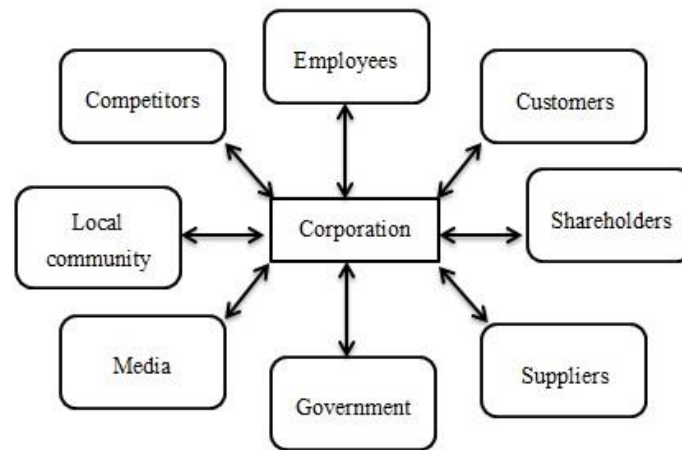 Employees
Competitors
Customers
Local
community
Corporation
Shareholders
Media
Government
Suppliers